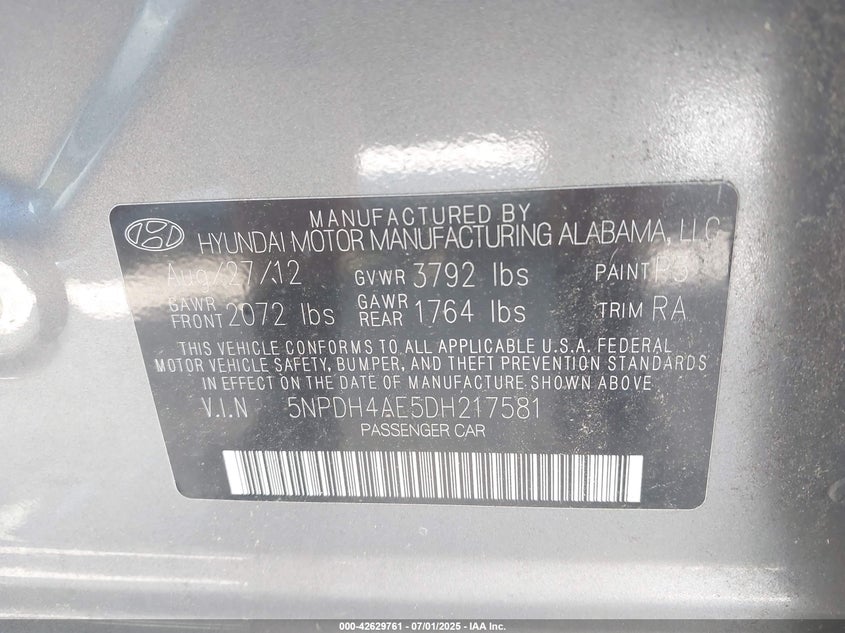 MANUFACTURED BY
HYUNDAI MOTOR MANUFACTURING ALABAMA, LLC
Aug/27/12 GVWR 3792 lbs PAINT P3
GAWR FRONT 2072 lbs GAWR REAR 1764 lbs TRIM RA
THIS VEHICLE CONFORMS TO ALL APPLICABLE U.S.A. FEDERAL
MOTOR VEHICLE SAFETY, BUMPER, AND THEFT PREVENTION STANDARDS
IN EFFECT ON THE DATE OF MANUFACTURE SHOWN ABOVE
V.I.N 5NPDH4AE5DH217581
PASSENGER CAR
000-42629761 - 07/01/2025 - IAA Inc.